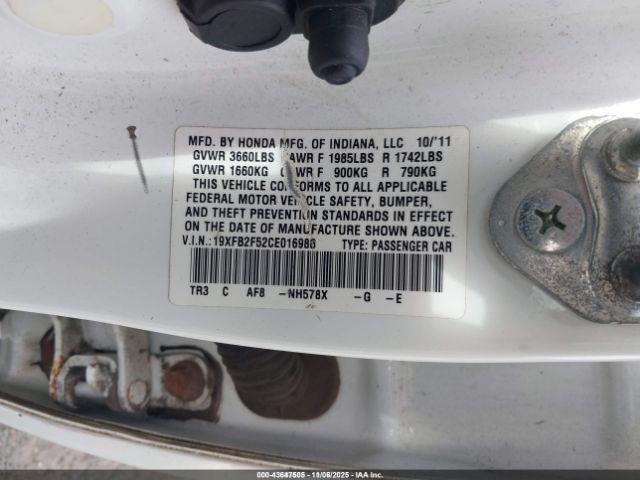 MFD. BY HONDA MFG. OF INDIANA, LLC 10/'11
GVWR 3660LBS GAWR F 1985LBS R 1742LBS
GVWR 1660KG GAWR F 900KG R 790KG
THIS VEHICLE CONFORMS TO ALL APPLICABLE
FEDERAL MOTOR VEHICLE SAFETY, BUMPER,
AND THEFT PREVENTION STANDARDS IN EFFECT
ON THE DATE OF MANUFACTURE SHOWN ABOVE.
V.I.N.: 19XFB2F52CE016986 TYPE: PASSENGER CAR
TR3 C AF8 -NH578X -G -E
000-43647505 - 11/06/2025 - IAAI.COM